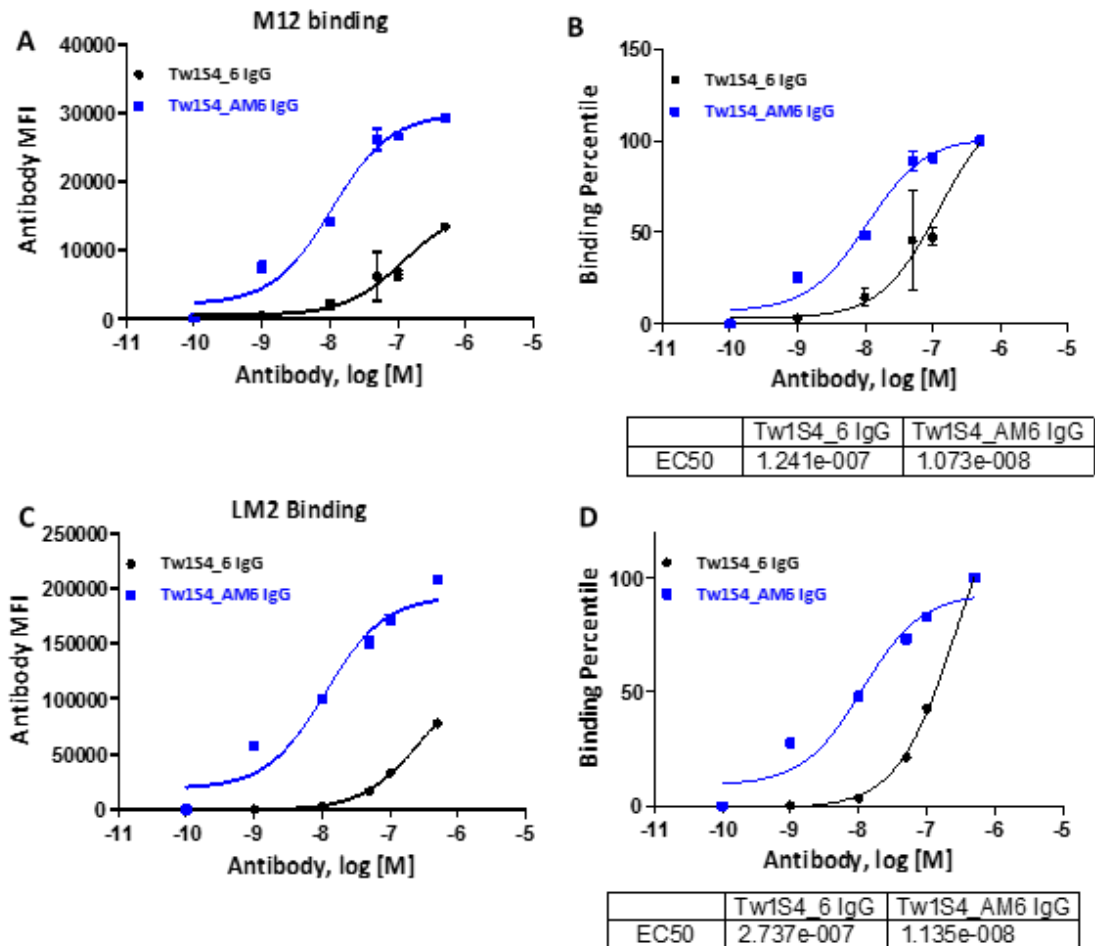 A
M12 binding
Antibody MFI
40000
30000
20000
10000
0
Tw1S4_6 IgG
Tw1S4_AM6 IgG
-11 -10 -9 -8 -7 -6 -5
Antibody, log [M]
B
Binding Percentile
150
100
50
0
Tw1S4_6 IgG
Tw1S4_AM6 IgG
-11 -10 -9 -8 -7 -6 -5
Antibody, log [M]
Tw1S4_6 IgG Tw1S4_AM6 IgG
EC50 1.241e-007 1.073e-008
C
LM2 Binding
Antibody MFI
250000
200000
150000
100000
50000
0
Tw1S4_6 IgG
Tw1S4_AM6 IgG
-11 -10 -9 -8 -7 -6 -5
Antibody, log [M]
D
Binding Percentile
100
50
0
Tw1S4_6 IgG
Tw1S4_AM6 IgG
-11 -10 -9 -8 -7 -6 -5
Antibody, log [M]
Tw1S4_6 IgG Tw1S4_AM6 IgG
EC50 2.737e-007 1.135e-008